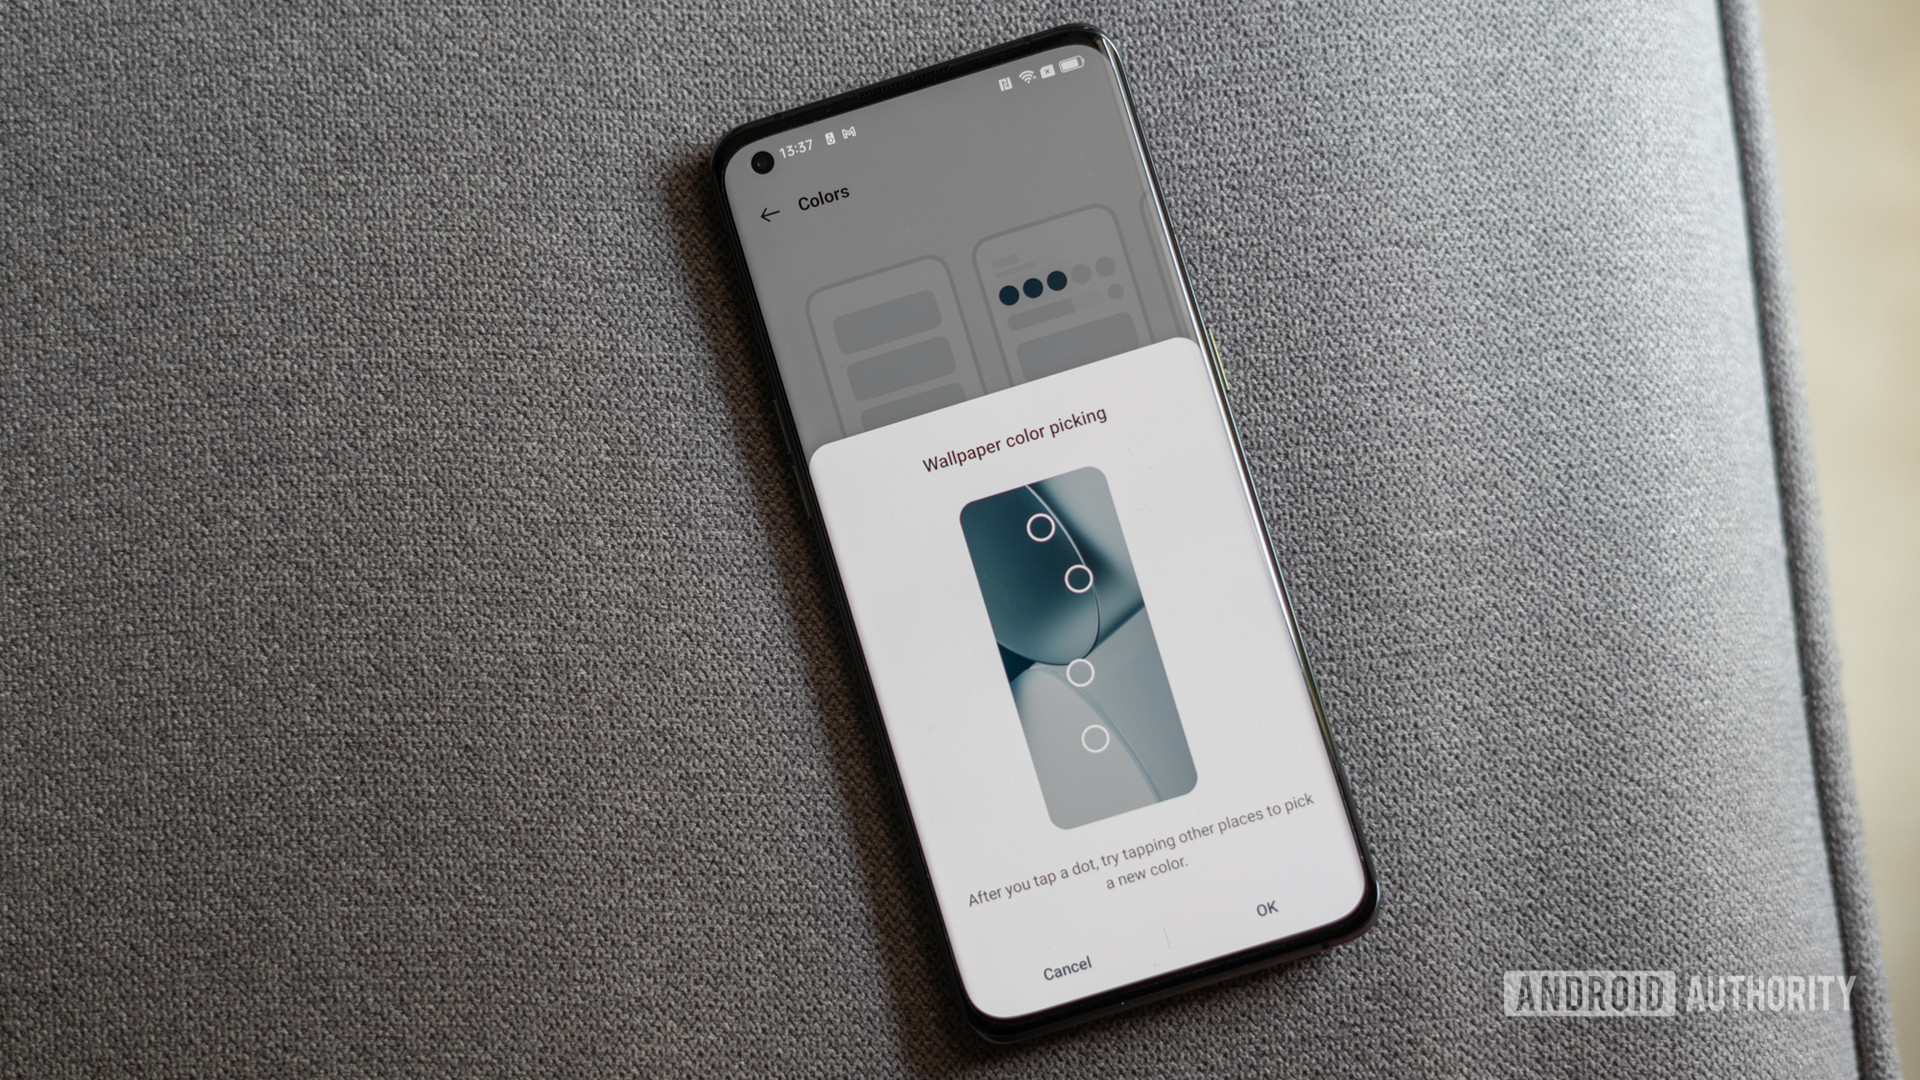 13:37
Colors
Wallpaper color picking
After you tap a dot, try tapping other places to pick
a new color.
Cancel
OK
ANDROID AUTHORITY